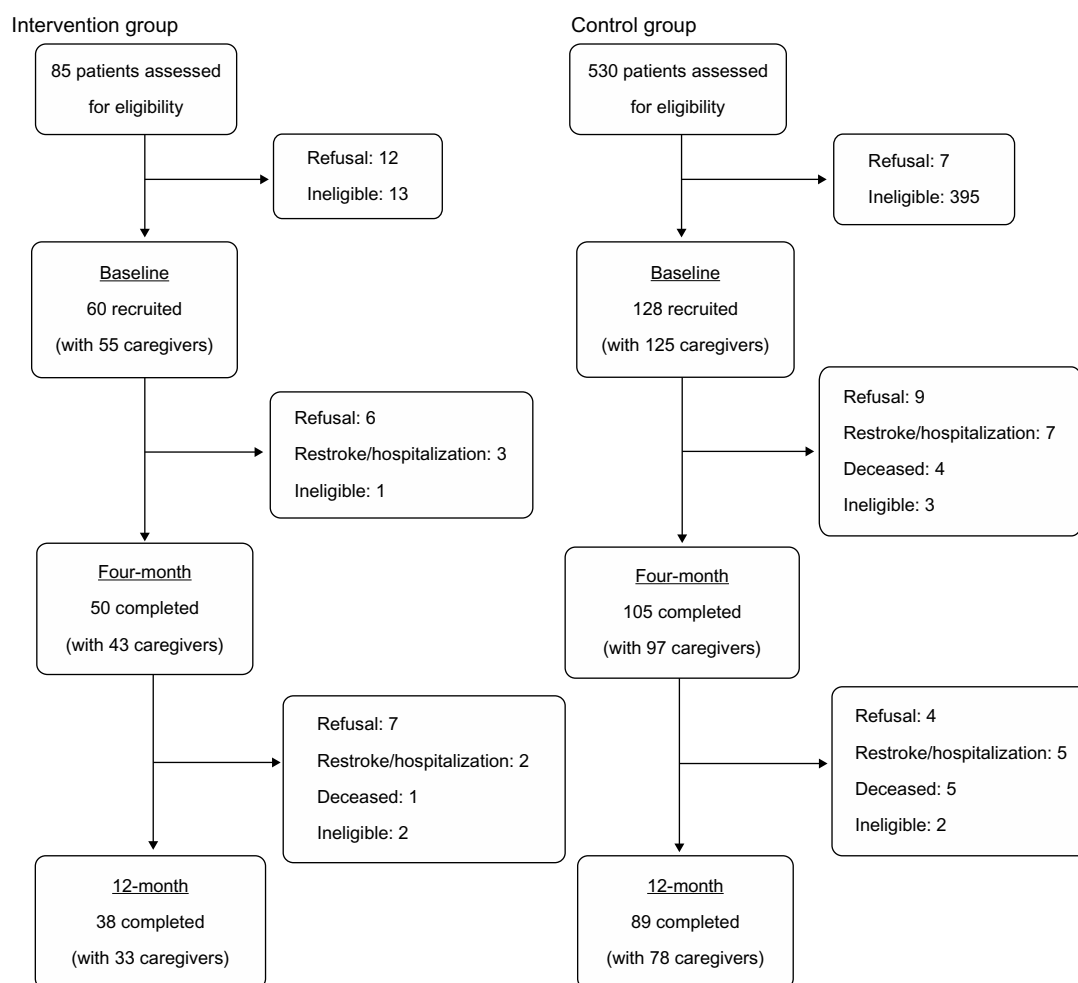 Intervention group
85 patients assessed
for eligibility
Refusal: 12
Ineligible: 13
Baseline
60 recruited
(with 55 caregivers)
Refusal: 6
Restroke/hospitalization: 3
Ineligible: 1
Four-month
50 completed
(with 43 caregivers)
Refusal: 7
Restroke/hospitalization: 2
Deceased: 1
Ineligible: 2
12-month
38 completed
(with 33 caregivers)
Control group
530 patients assessed
for eligibility
Refusal: 7
Ineligible: 395
Baseline
128 recruited
(with 125 caregivers)
Refusal: 9
Restroke/hospitalization: 7
Deceased: 4
Ineligible: 3
Four-month
105 completed
(with 97 caregivers)
Refusal: 4
Restroke/hospitalization: 5
Deceased: 5
Ineligible: 2
12-month
89 completed
(with 78 caregivers)